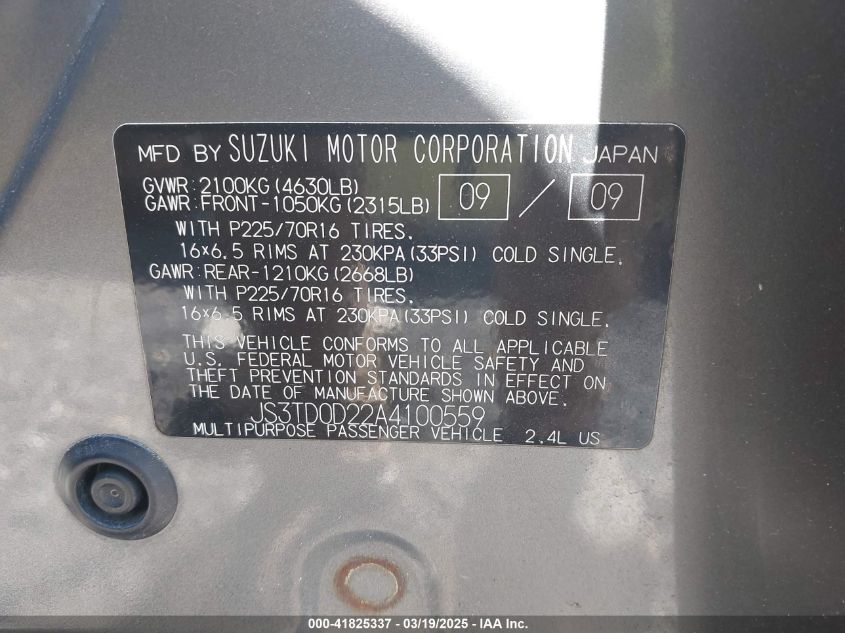 MFD BY SUZUKI MOTOR CORPORATION JAPAN
GVWR:2100KG(4630LB)
GAWR:FRONT-1050KG(2315LB) 09 / 09
WITH P225/70R16 TIRES.
16x6.5 RIMS AT 230KPA(33PSI) COLD SINGLE.
GAWR:REAR-1210KG(2668LB)
WITH P225/70R16 TIRES.
16x6.5 RIMS AT 230KPA(33PSI) COLD SINGLE.
THIS VEHICLE CONFORMS TO ALL APPLICABLE
U.S. FEDERAL MOTOR VEHICLE SAFETY AND
THEFT PREVENTION STANDARDS IN EFFECT ON
THE DATE OF MANUFACTURE SHOWN ABOVE.
JS3TD0D22A4100559
MULTIPURPOSE PASSENGER VEHICLE 2.4L US
000-41825337 - 03/19/2025 - IAA Inc.